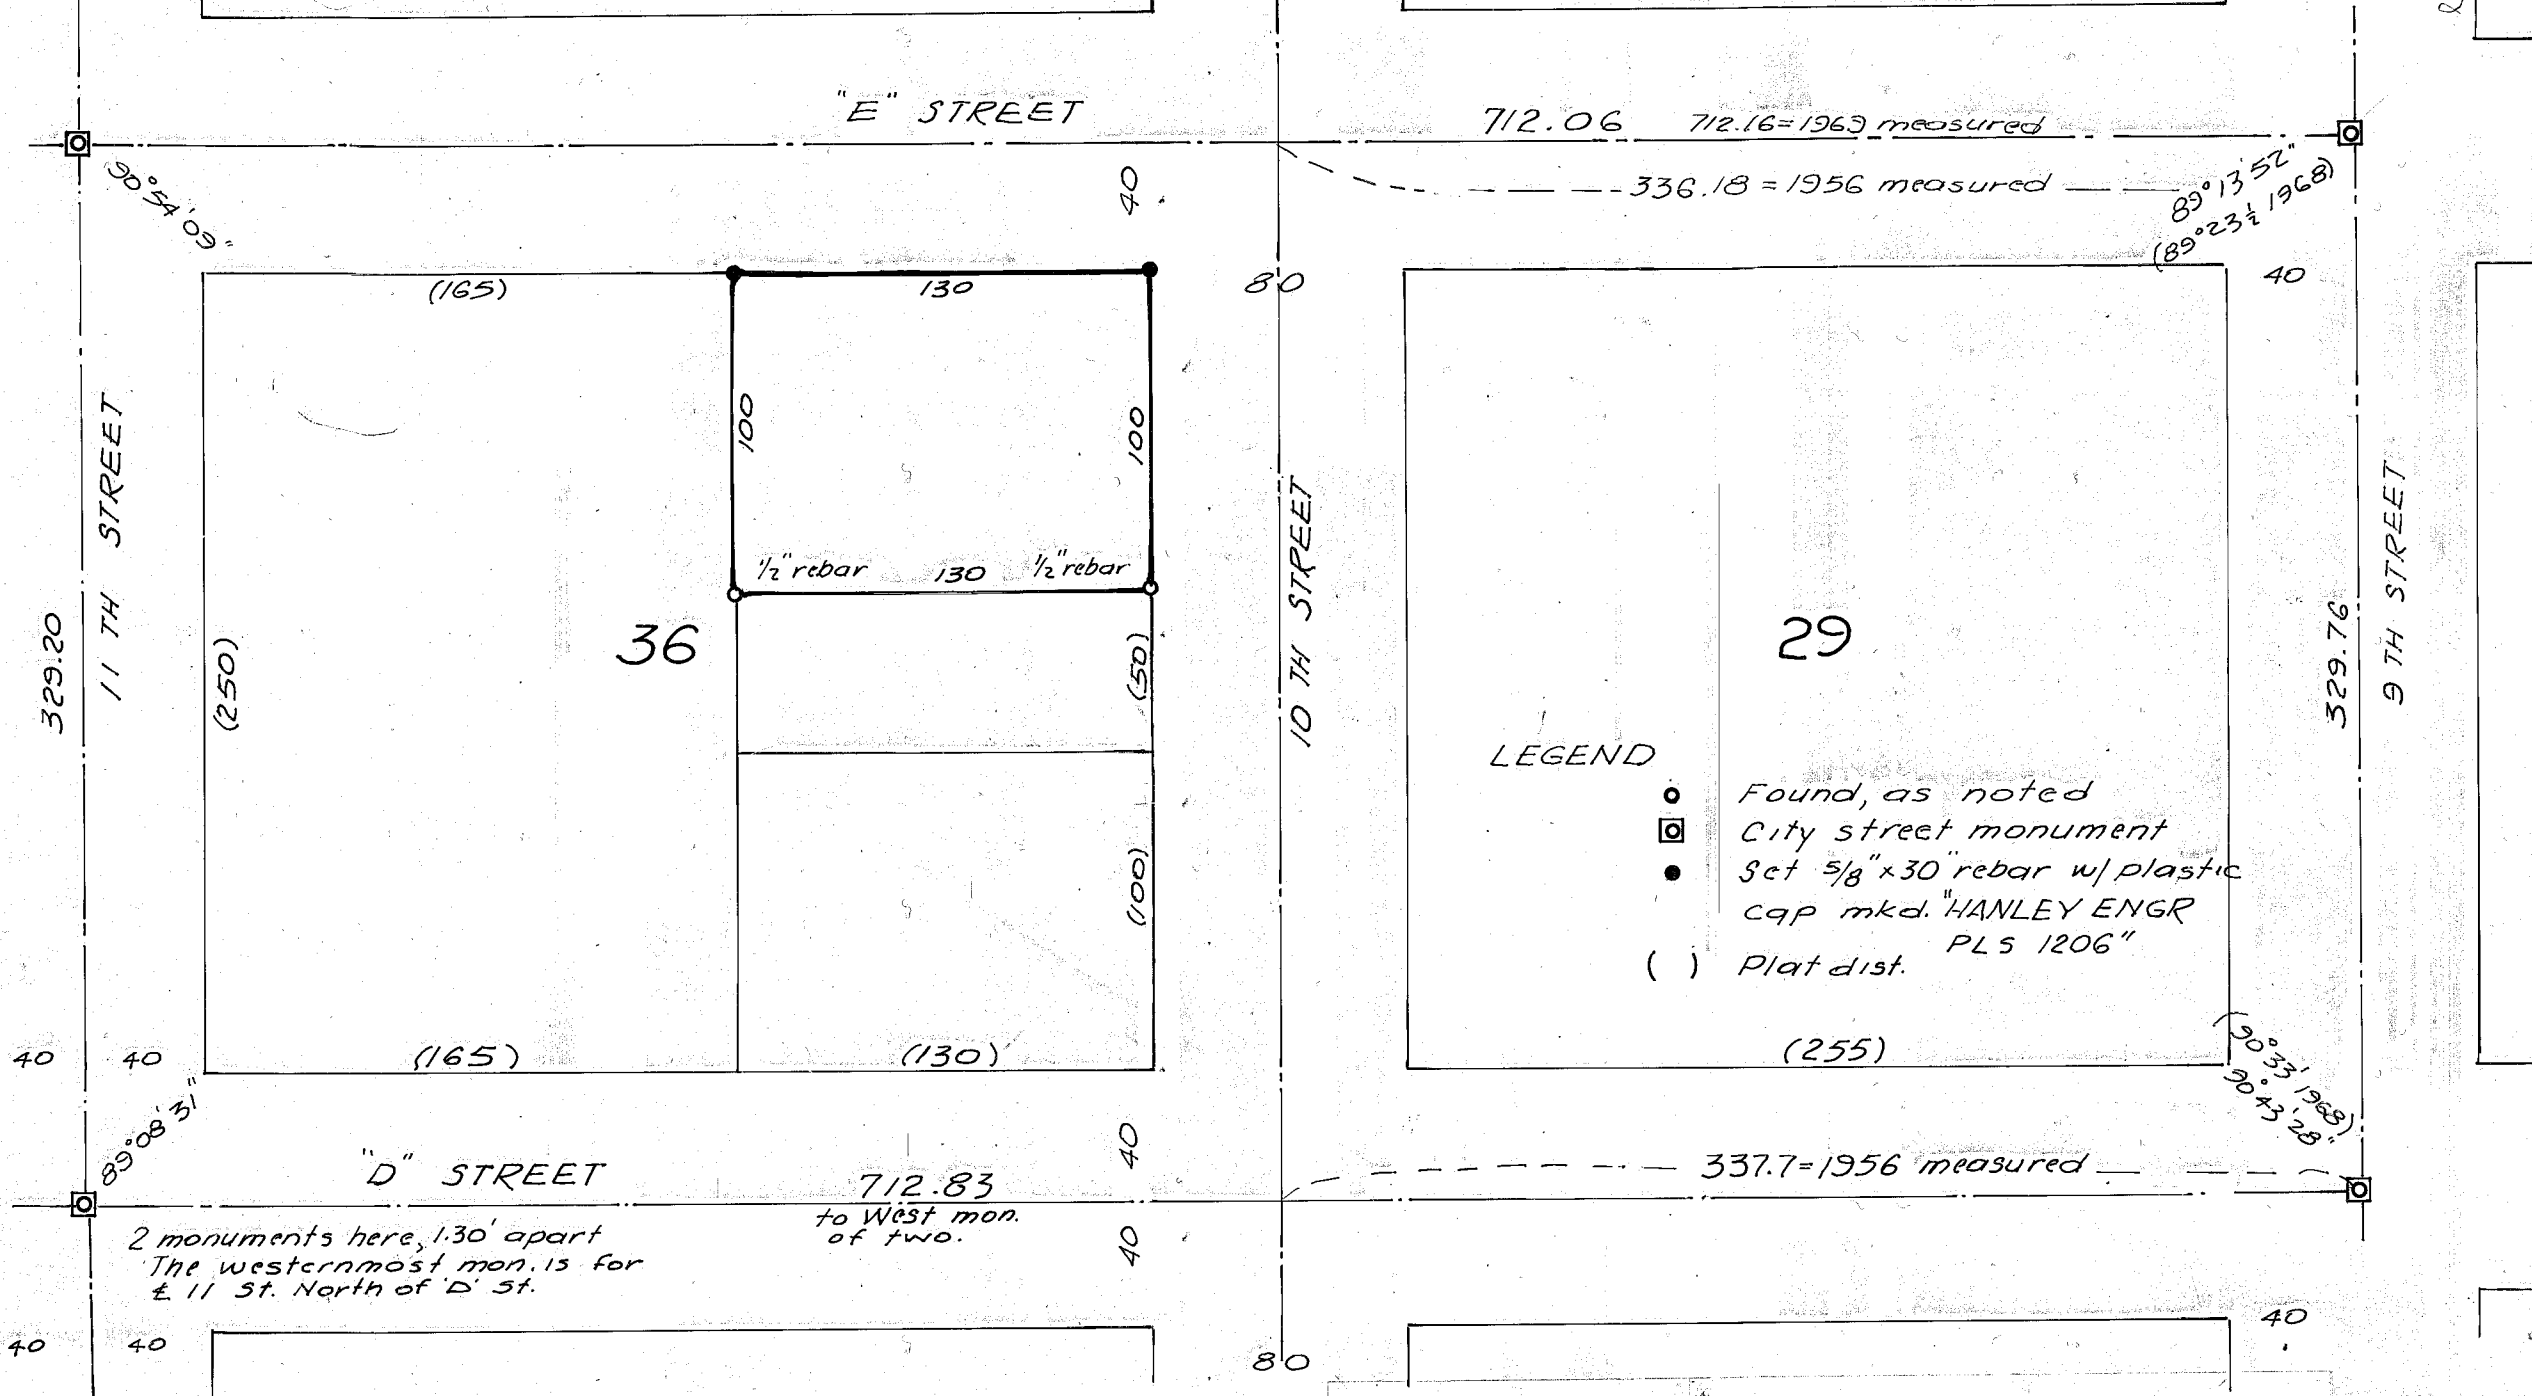 "E" STREET
712.06
712.16=1969 measured
336.18=1956 measured
90°54'09"
89°13'52"
(89°23½ 1968)
40
(165)
130
80
40
100
100
11 TH STREET
329.20
(250)
½" rebar
130
½" rebar
36
(50)
10 TH STREET
29
329.76
9 TH STREET
LEGEND
Found, as noted
City street monument
Set 5/8"x30" rebar w/ plastic
cap mkd. "HANLEY ENGR
PLS 1206"
( ) Plat dist.
(100)
40
40
(165)
(130)
(255)
(90°33' 1968)
90°43'28"
89°08'31"
"D" STREET
712.83
to West mon.
of two.
40
40
337.7=1956 measured
2 monuments here, 1.30' apart
The westernmost mon. is for
℄ 11 St. North of 'D' St.
40
40
80
40